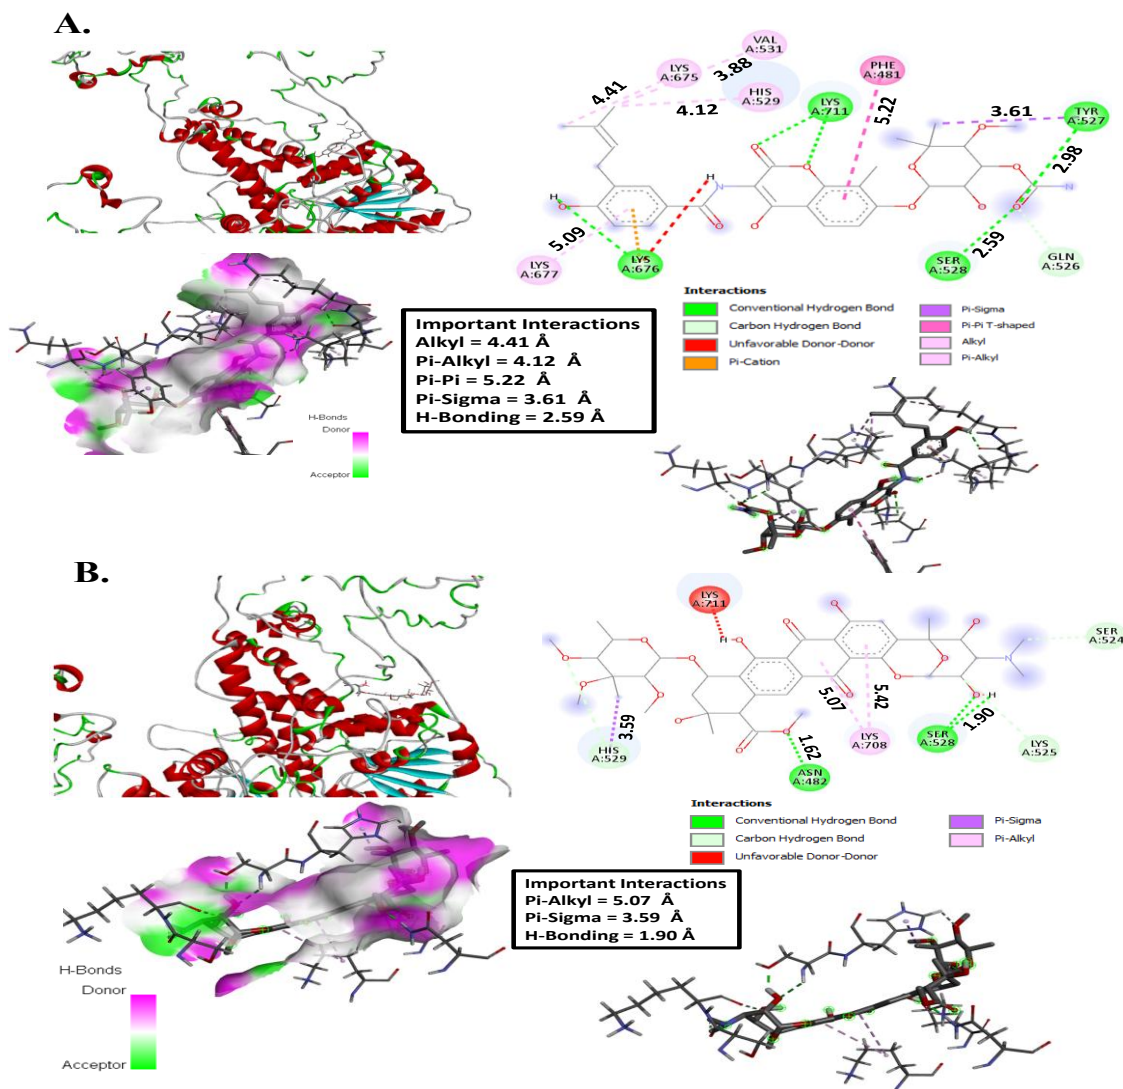 A.
VAL
A:531
LYS
A:675
3.88
PHE
A:481
4.41
HIS
A:529
4.12
LYS
A:711
5.22
3.61
TYR
A:527
2.98
H
H
5.09
LYS
A:677
LYS
A:676
SER
A:528
2.59
GLN
A:526
Interactions
Conventional Hydrogen Bond
Carbon Hydrogen Bond
Unfavorable Donor-Donor
Pi-Cation
Pi-Sigma
Pi-Pi T-shaped
Alkyl
Pi-Alkyl
Important Interactions
Alkyl = 4.41 Å
Pi-Alkyl = 4.12 Å
Pi-Pi = 5.22 Å
Pi-Sigma = 3.61 Å
H-Bonding = 2.59 Å
H-Bonds
Donor
Acceptor
B.
LYS
A:711
SER
A:524
3.59
5.07
5.42
H
1.90
HIS
A:529
1.62
LYS
A:708
SER
A:528
LYS
A:525
ASN
A:482
Interactions
Conventional Hydrogen Bond
Carbon Hydrogen Bond
Unfavorable Donor-Donor
Pi-Sigma
Pi-Alkyl
Important Interactions
Pi-Alkyl = 5.07 Å
Pi-Sigma = 3.59 Å
H-Bonding = 1.90 Å
H-Bonds
Donor
Acceptor